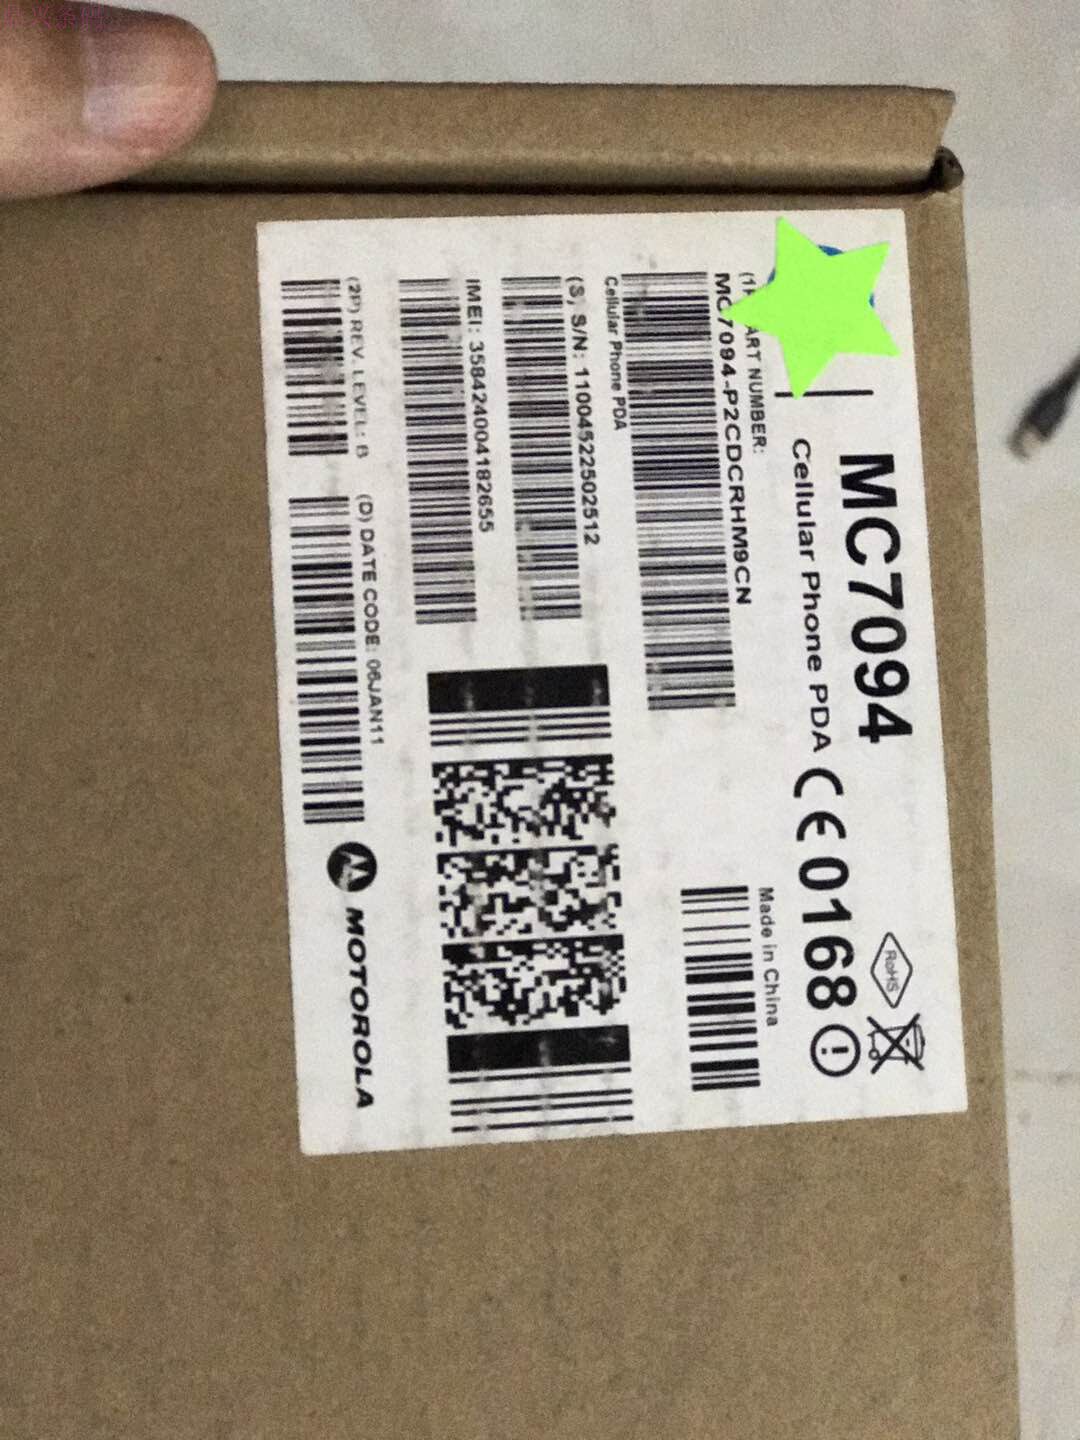 MC7094
Cellular Phone PDA
CE 0168
RoHS
Made in China
ART NUMBER:
MC7094-P2CDCRHM9CN
Cellular Phone PDA
(S) S/N: 11004522502512
IMEI: 358424004182655
(2P) REV. LEVEL: B
(D) DATE CODE: 06JAN11
MOTOROLA